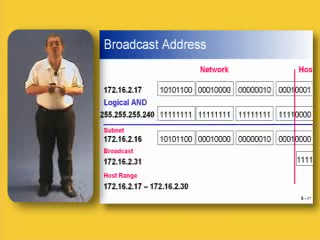 Broadcast Address
Network Hos
172.16.2.17 10101100 00010000 00000010 00010001
Logical AND
255.255.255.240 11111111 11111111 11111111 11110000
Subnet
172.16.2.16 10101100 00010000 00000010 00010000
Broadcast
172.16.2.31 1111
Host Range
172.16.2.17 – 172.16.2.30